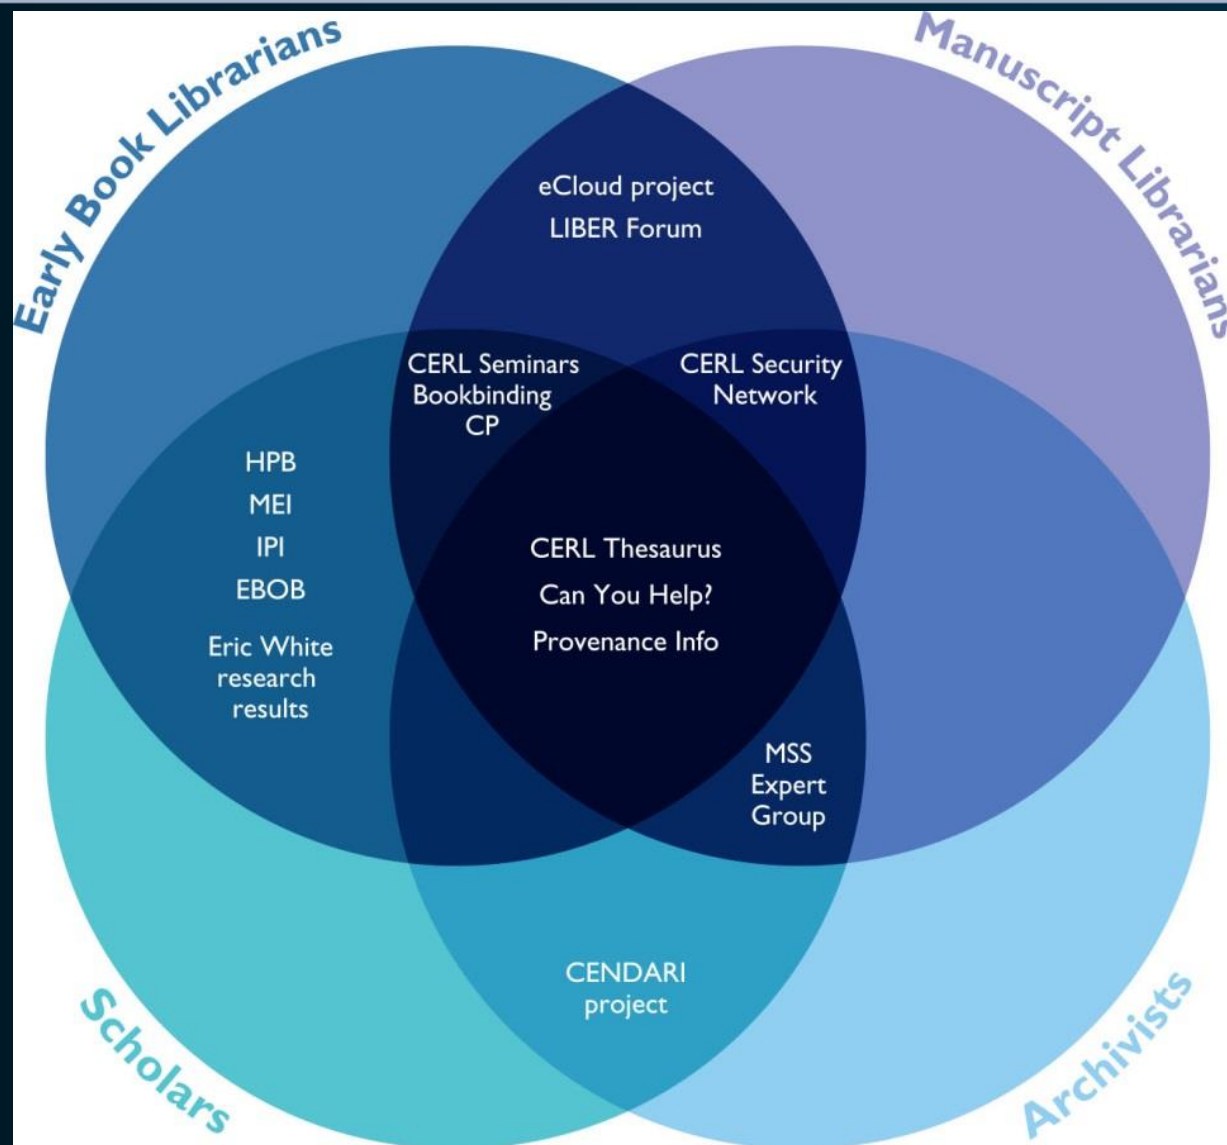 Early Book Librarians
Manuscript Librarians
eCloud project
LIBER Forum
CERL Seminars
Bookbinding
CP
CERL Security
Network
HPB
MEI
IPI
EBOB
Eric White
research
results
CERL Thesaurus
Can You Help?
Provenance Info
MSS
Expert
Group
CENDARI
project
Scholars
Archivists